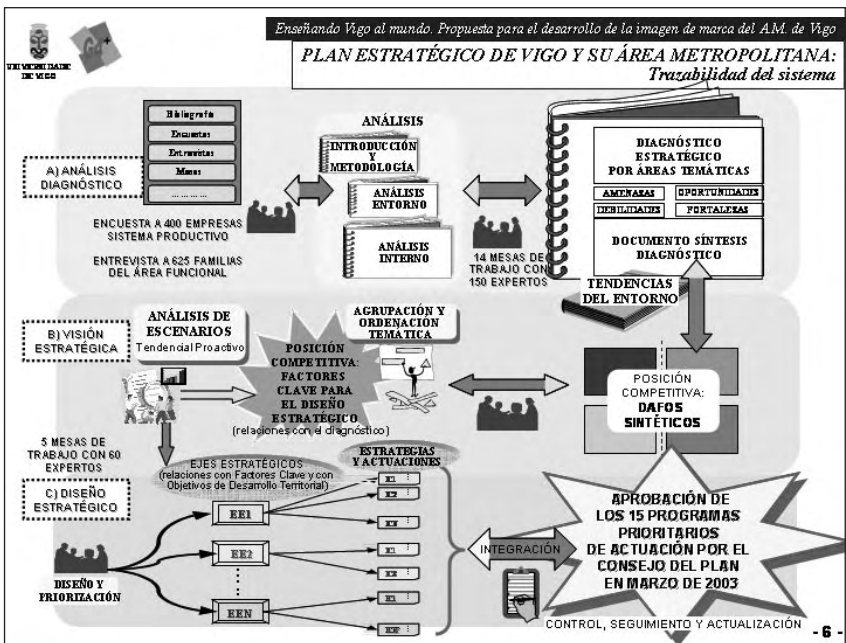 Enseñando Vigo al mundo. Propuesta para el desarrollo de la imagen de marca del A.M. de Vigo
PLAN ESTRATÉGICO DE VIGO Y SU ÁREA METROPOLITANA:
Trazabilidad del sistema
UNIVERSIDADE
DE VIGO
A) ANÁLISIS
DIAGNÓSTICO
Bibliografía
Encuestas
Entrevistas
Mesas
................
ENCUESTA A 400 EMPRESAS
SISTEMA PRODUCTIVO
ENTREVISTA A 625 FAMILIAS
DEL ÁREA FUNCIONAL
ANÁLISIS
INTRODUCCIÓN
Y
METODOLOGÍA
ANÁLISIS
ENTORNO
ANÁLISIS
INTERNO
14 MESAS DE
TRABAJO CON
150 EXPERTOS
DIAGNÓSTICO
ESTRATÉGICO
POR ÁREAS TEMÁTICAS
AMENAZAS
OPORTUNIDADES
DEBILIDADES
FORTALEZAS
DOCUMENTO SÍNTESIS
DIAGNÓSTICO
TENDENCIAS
DEL ENTORNO
B) VISIÓN
ESTRATÉGICA
ANÁLISIS DE
ESCENARIOS
Tendencial Proactivo
POSICIÓN
COMPETITIVA:
FACTORES
CLAVE PARA
EL DISEÑO
ESTRATÉGICO
(relaciones con el diagnóstico)
AGRUPACIÓN Y
ORDENACIÓN
TEMÁTICA
POSICIÓN
COMPETITIVA:
DAFOS
SINTÉTICOS
5 MESAS DE
TRABAJO CON 60
EXPERTOS
C) DISEÑO
ESTRATÉGICO
DISEÑO Y
PRIORIZACIÓN
EJES ESTRATÉGICOS
(relaciones con Factores Clave y con
Objetivos de Desarrollo Territorial)
EE1
EE2
EEN
ESTRATEGIAS
Y ACTUACIONES
E1
E2
EN
E1
EN
E1
EN
INTEGRACIÓN
APROBACIÓN DE
LOS 15 PROGRAMAS
PRIORITARIOS
DE ACTUACIÓN POR EL
CONSEJO DEL PLAN
EN MARZO DE 2003
CONTROL, SEGUIMIENTO Y ACTUALIZACIÓN
- 6 -